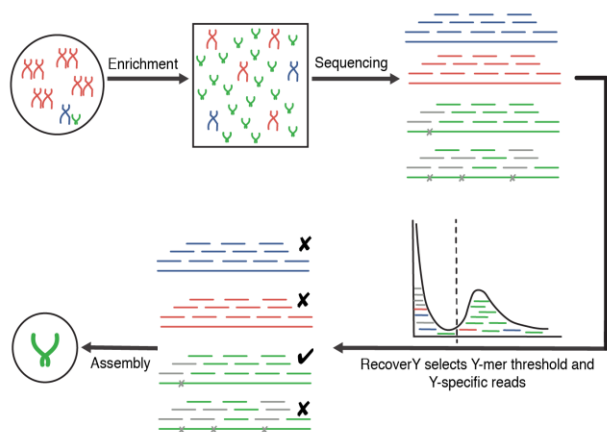 Enrichment
Sequencing
Assembly
RecoverY selects Y-mer threshold and
Y-specific reads